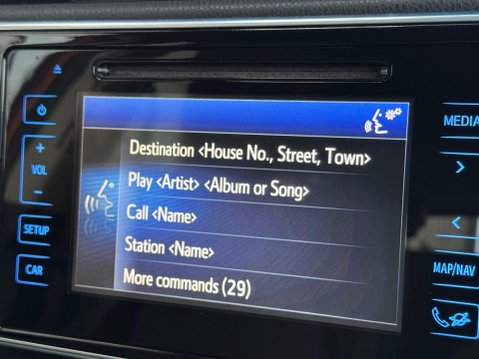 MEDIA
+
VOL
-
SETUP
CAR
Destination <House No., Street, Town>
Play <Artist> <Album or Song>
Call <Name>
Station <Name>
More commands (29)
>
<
MAP/NAV